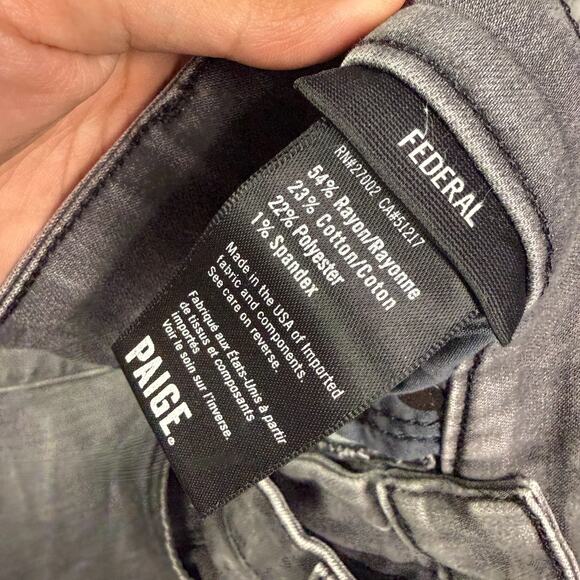 FEDERAL
RN#27002 CA#51217
54% Rayon/Rayonne
23% Cotton/Coton
22% Polyester
1% Spandex
Made in the USA of Imported
fabric and components.
See care on reverse.
Fabriqué aux États-Unis à partir
de tissus et composants
importés
Voir le soin sur l'inverse.
PAIGE®